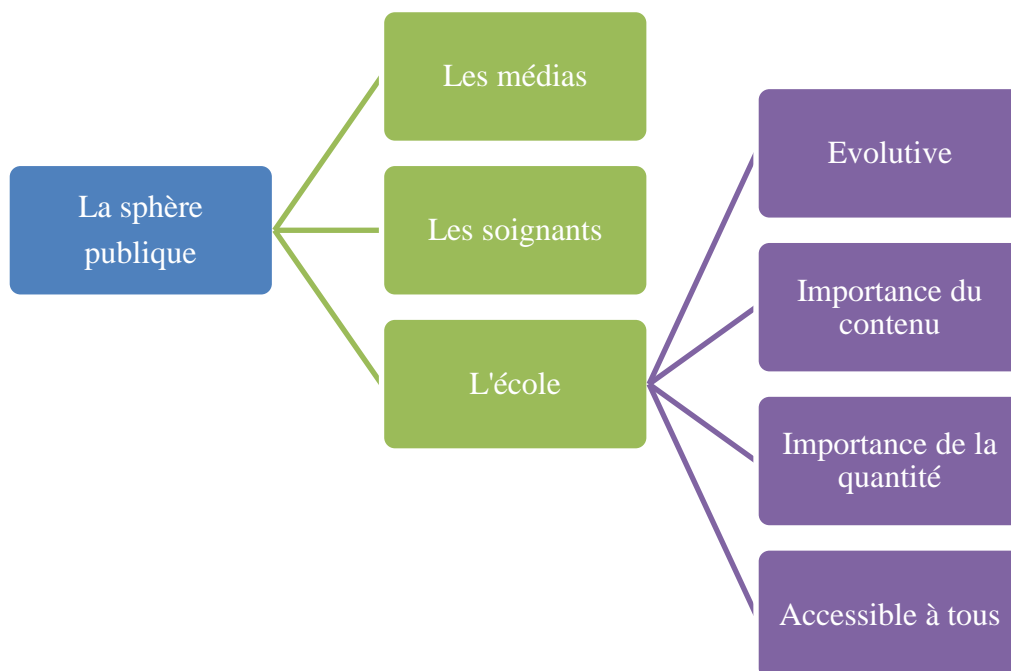 La sphère
publique
Les médias
Les soignants
L'école
Evolutive
Importance du
contenu
Importance de la
quantité
Accessible à tous